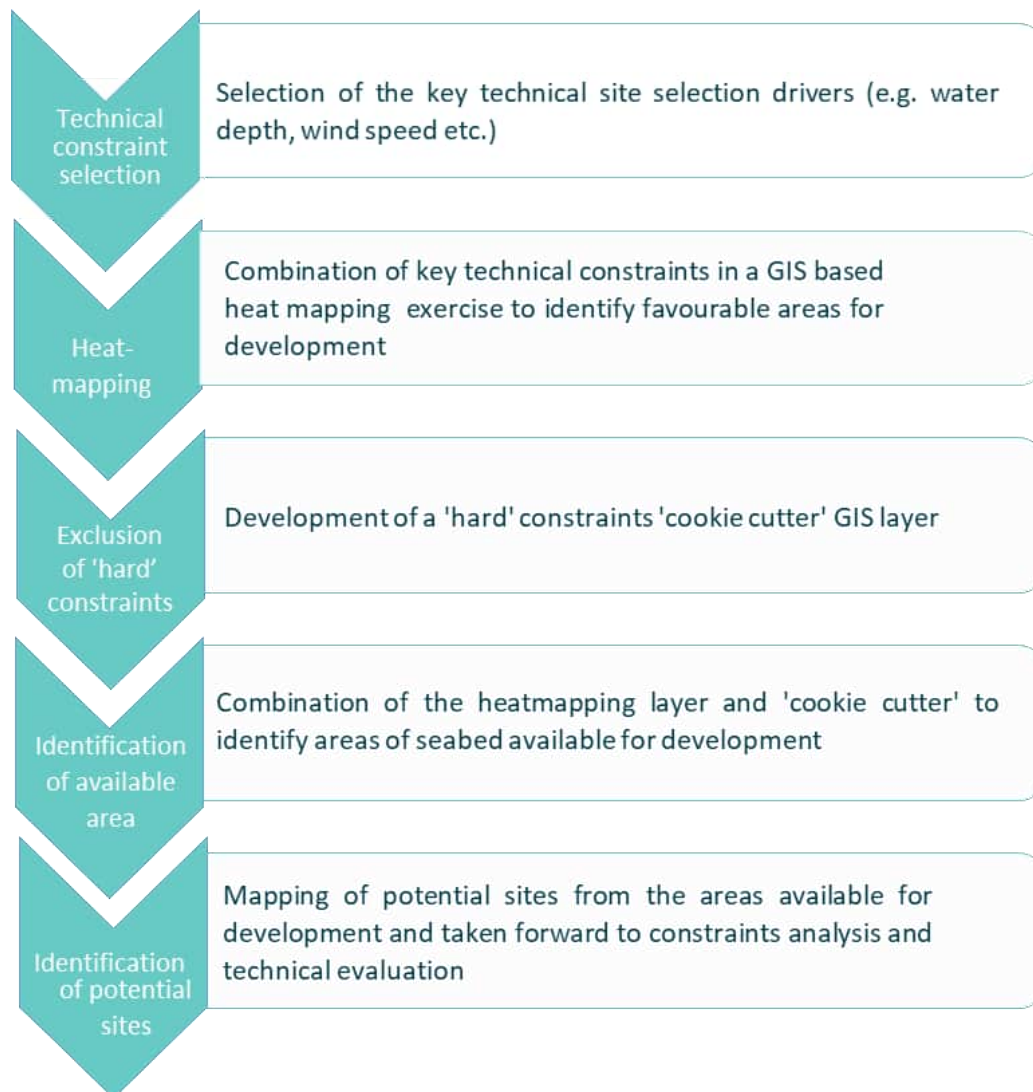 Technical
constraint
selection
Selection of the key technical site selection drivers (e.g. water
depth, wind speed etc.)
Heat-
mapping
Combination of key technical constraints in a GIS based
heat mapping exercise to identify favourable areas for
development
Exclusion
of 'hard’
constraints
Development of a 'hard' constraints 'cookie cutter' GIS layer
Identification
of available
area
Combination of the heatmapping layer and 'cookie cutter' to
identify areas of seabed available for development
Identification
of potential
sites
Mapping of potential sites from the areas available for
development and taken forward to constraints analysis and
technical evaluation